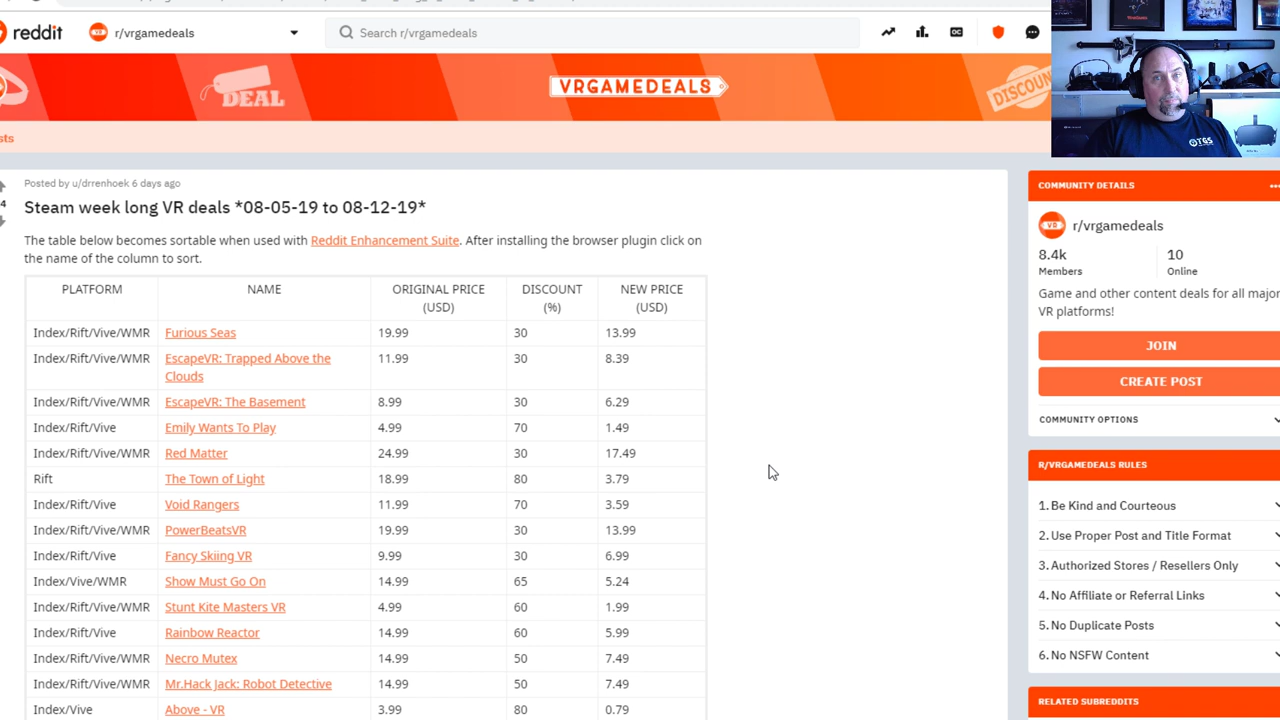 reddit r/vrgamedeals Search r/vrgamedeals
DEAL VRGAMEDEALS DISCOUN
TGS
sts
Posted by u/drrenhoek 6 days ago
4
Steam week long VR deals *08-05-19 to 08-12-19*
The table below becomes sortable when used with Reddit Enhancement Suite. After installing the browser plugin click on
the name of the column to sort.
PLATFORM NAME ORIGINAL PRICE DISCOUNT NEW PRICE
(USD) (%) (USD)
Index/Rift/Vive/WMR Furious Seas 19.99 30 13.99
Index/Rift/Vive/WMR EscapeVR: Trapped Above the 11.99 30 8.39
Clouds
Index/Rift/Vive/WMR EscapeVR: The Basement 8.99 30 6.29
Index/Rift/Vive Emily Wants To Play 4.99 70 1.49
Index/Rift/Vive/WMR Red Matter 24.99 30 17.49
Rift The Town of Light 18.99 80 3.79
Index/Rift/Vive Void Rangers 11.99 70 3.59
Index/Rift/Vive/WMR PowerBeatsVR 19.99 30 13.99
Index/Rift/Vive Fancy Skiing VR 9.99 30 6.99
Index/Vive/WMR Show Must Go On 14.99 65 5.24
Index/Rift/Vive/WMR Stunt Kite Masters VR 4.99 60 1.99
Index/Rift/Vive Rainbow Reactor 14.99 60 5.99
Index/Rift/Vive/WMR Necro Mutex 14.99 50 7.49
Index/Rift/Vive/WMR Mr.Hack Jack: Robot Detective 14.99 50 7.49
Index/Vive Above - VR 3.99 80 0.79
COMMUNITY DETAILS
VR r/vrgamedeals
8.4k 10
Members Online
Game and other content deals for all major
VR platforms!
JOIN
CREATE POST
COMMUNITY OPTIONS
R/VRGAMEDEALS RULES
1. Be Kind and Courteous
2. Use Proper Post and Title Format
3. Authorized Stores / Resellers Only
4. No Affiliate or Referral Links
5. No Duplicate Posts
6. No NSFW Content
RELATED SUBREDDITS